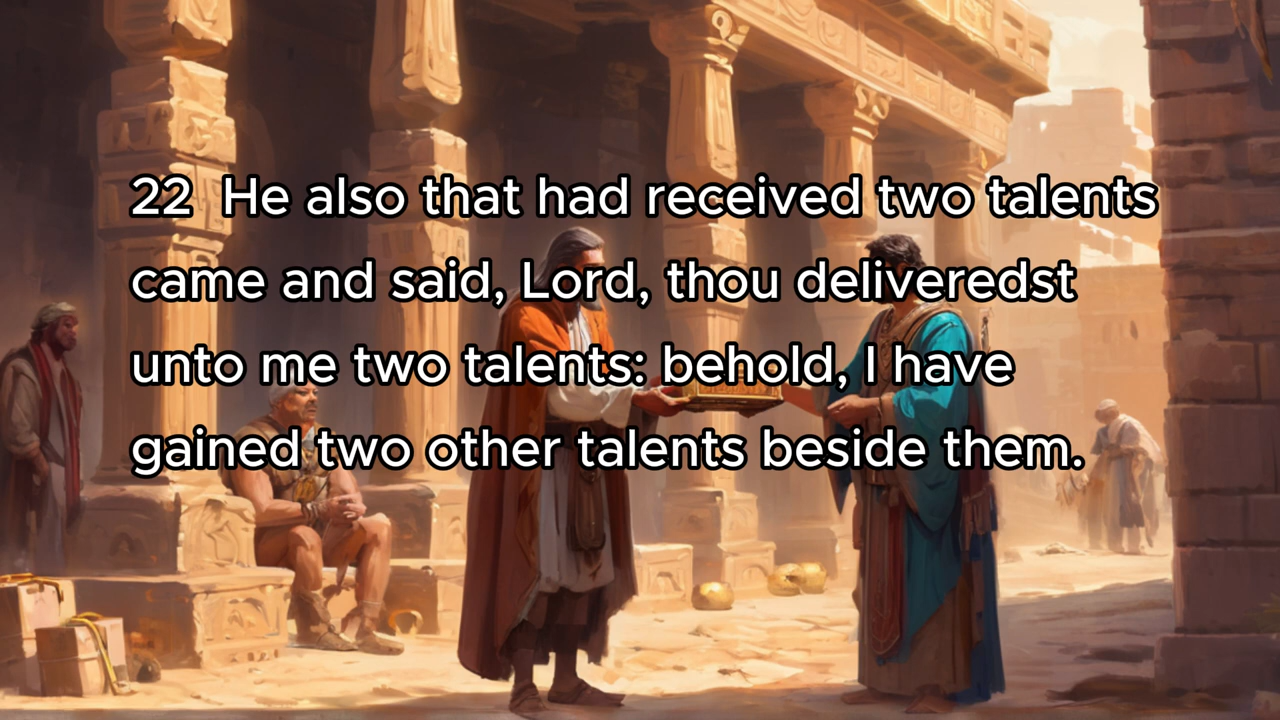 22  He also that had received two talents
came and said, Lord, thou deliveredst
unto me two talents: behold, I have
gained two other talents beside them.